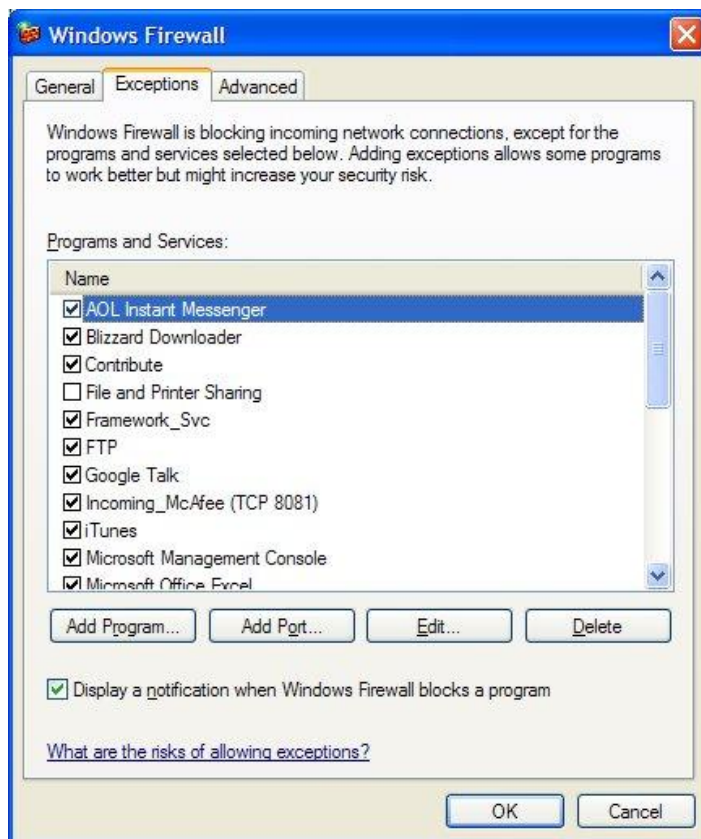 Windows Firewall
General Exceptions Advanced
Windows Firewall is blocking incoming network connections, except for the
programs and services selected below. Adding exceptions allows some programs
to work better but might increase your security risk.
Programs and Services:
Name
AOL Instant Messenger
Blizzard Downloader
Contribute
File and Printer Sharing
Framework_Svc
FTP
Google Talk
Incoming_McAfee (TCP 8081)
iTunes
Microsoft Management Console
Microsoft Office Excel
Add Program... Add Port... Edit... Delete
Display a notification when Windows Firewall blocks a program
What are the risks of allowing exceptions?
OK Cancel